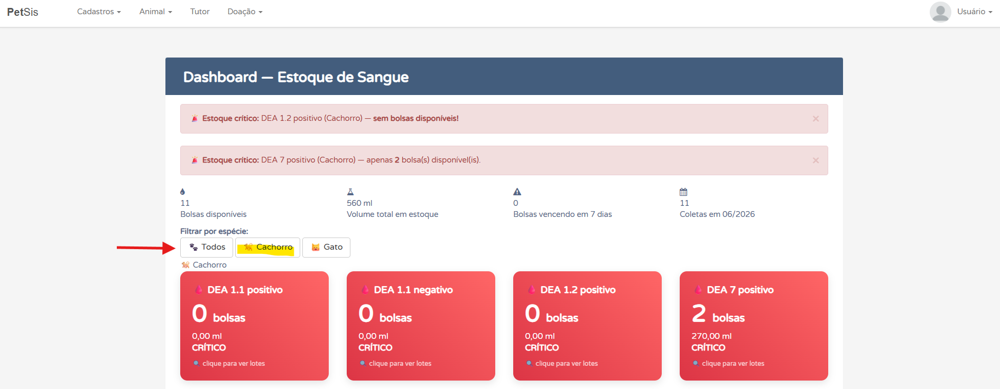 PetSis Cadastros Animal Tutor Doação Usuário
Dashboard — Estoque de Sangue
Estoque crítico: DEA 1.2 positivo (Cachorro) — sem bolsas disponíveis! ×
Estoque crítico: DEA 7 positivo (Cachorro) — apenas 2 bolsa(s) disponível(is). ×
11 560 ml 0 11
Bolsas disponíveis Volume total em estoque Bolsas vencendo em 7 dias Coletas em 06/2026
Filtrar por espécie:
Todos Cachorro Gato
Cachorro
DEA 1.1 positivo DEA 1.1 negativo DEA 1.2 positivo DEA 7 positivo
0 bolsas 0 bolsas 0 bolsas 2 bolsas
0,00 ml 0,00 ml 0,00 ml 270,00 ml
CRÍTICO CRÍTICO CRÍTICO CRÍTICO
clique para ver lotes clique para ver lotes clique para ver lotes clique para ver lotes